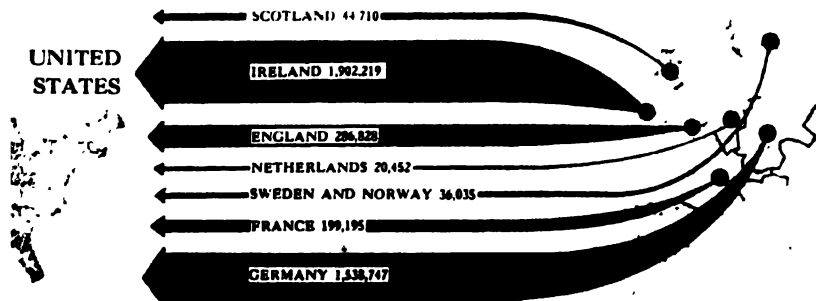 SCOTLAND 44,710
UNITED
STATES
IRELAND 1,902,219
ENGLAND 286,828
NETHERLANDS 20,452
SWEDEN AND NORWAY 36,035
FRANCE 199,195
GERMANY 1,538,747